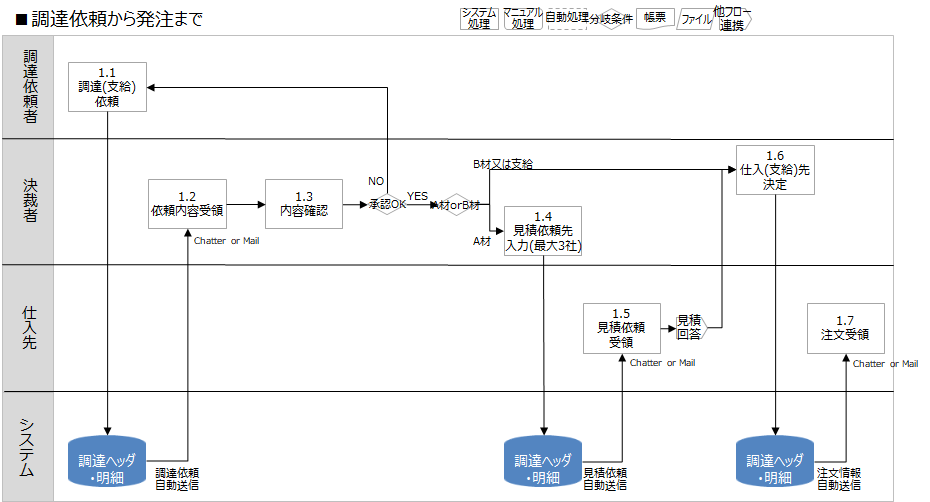 ■調達依頼から発注まで
システム
処理
マニュアル
処理
自動処理
分岐条件
帳票
ファイル
他フロー
連携
調達依頼者
1.1
調達(支給)
依頼
決裁者
1.2
依頼内容受領
Chatter or Mail
1.3
内容確認
NO
承認OK
YES
A材orB材
B材又は支給
A材
1.4
見積依頼先
入力(最大3社)
1.6
仕入(支給)先
決定
仕入先
1.5
見積依頼
受領
Chatter or Mail
見積
回答
1.7
注文受領
Chatter or Mail
システム
調達ヘッダ
・明細
調達依頼
自動送信
調達ヘッダ
・明細
見積依頼
自動送信
調達ヘッダ
・明細
注文情報
自動送信